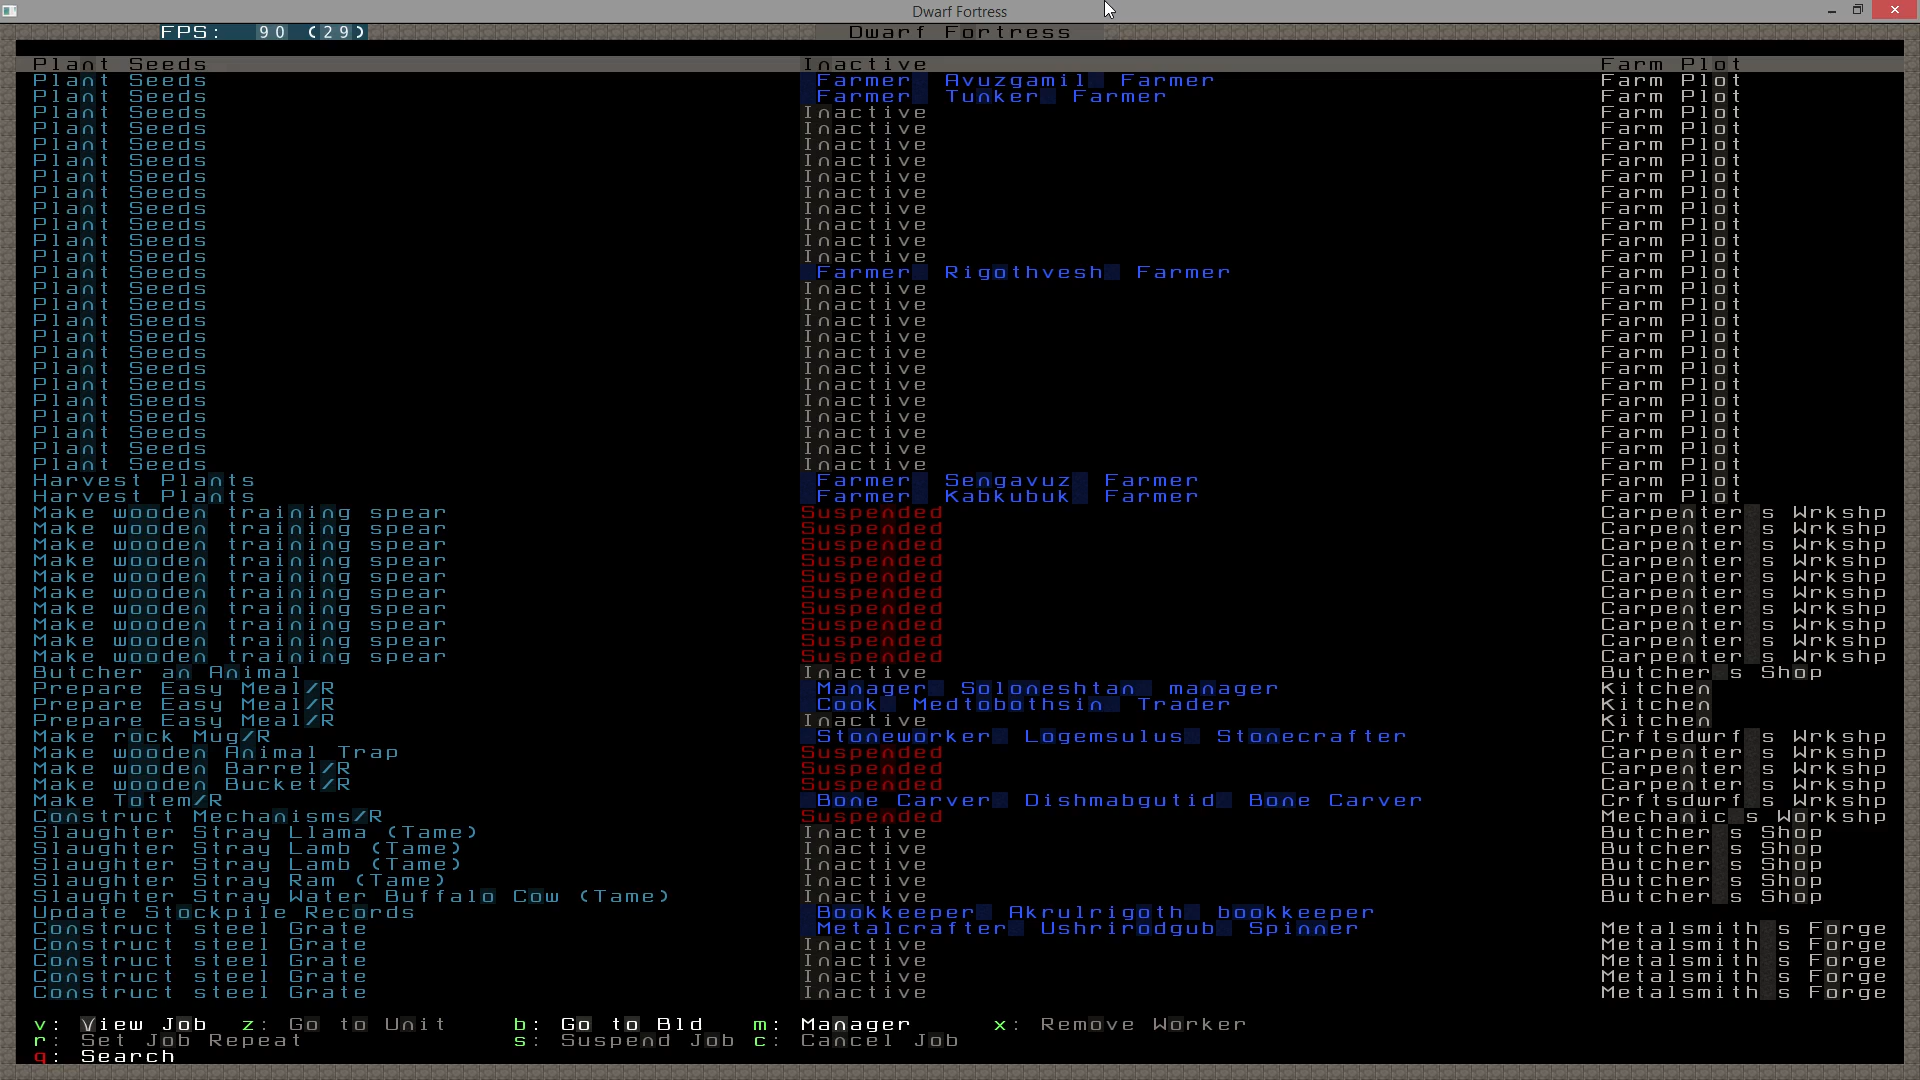 Dwarf Fortress
FPS: 90 (29) Dwarf Fortress
Plant Seeds Inactive Farm Plot
Plant Seeds Farmer Avuzgamil Farmer Farm Plot
Plant Seeds Farmer Tunker Farmer Farm Plot
Plant Seeds Inactive Farm Plot
Plant Seeds Inactive Farm Plot
Plant Seeds Inactive Farm Plot
Plant Seeds Inactive Farm Plot
Plant Seeds Inactive Farm Plot
Plant Seeds Inactive Farm Plot
Plant Seeds Inactive Farm Plot
Plant Seeds Inactive Farm Plot
Plant Seeds Inactive Farm Plot
Plant Seeds Inactive Farm Plot
Plant Seeds Farmer Rigothvesh Farmer Farm Plot
Plant Seeds Inactive Farm Plot
Plant Seeds Inactive Farm Plot
Plant Seeds Inactive Farm Plot
Plant Seeds Inactive Farm Plot
Plant Seeds Inactive Farm Plot
Plant Seeds Inactive Farm Plot
Plant Seeds Inactive Farm Plot
Plant Seeds Inactive Farm Plot
Plant Seeds Inactive Farm Plot
Plant Seeds Inactive Farm Plot
Plant Seeds Inactive Farm Plot
Plant Seeds Inactive Farm Plot
Harvest Plants Farmer Sengavuz Farmer Farm Plot
Harvest Plants Farmer Kabkubuk Farmer Farm Plot
Make wooden training spear Suspended Carpenter s Wrkshp
Make wooden training spear Suspended Carpenter s Wrkshp
Make wooden training spear Suspended Carpenter s Wrkshp
Make wooden training spear Suspended Carpenter s Wrkshp
Make wooden training spear Suspended Carpenter s Wrkshp
Make wooden training spear Suspended Carpenter s Wrkshp
Make wooden training spear Suspended Carpenter s Wrkshp
Make wooden training spear Suspended Carpenter s Wrkshp
Make wooden training spear Suspended Carpenter s Wrkshp
Make wooden training spear Suspended Carpenter s Wrkshp
Butcher an Animal Inactive Butcher s Shop
Prepare Easy Meal/R Manager Soloneshtan manager Kitchen
Prepare Easy Meal/R Cook Medtobothsin Trader Kitchen
Prepare Easy Meal/R Inactive Kitchen
Make rock Mug/R Stoneworker Logemsulus Stonecrafter Crftsdwrf s Wrkshp
Make wooden Animal Trap Suspended Carpenter s Wrkshp
Make wooden Barrel/R Suspended Carpenter s Wrkshp
Make wooden Bucket/R Suspended Carpenter s Wrkshp
Make Totem/R Bone Carver Dishmabgutid Bone Carver Crftsdwrf s Wrkshp
Construct Mechanisms/R Suspended Mechanic s Workshp
Slaughter Stray Llama (Tame) Inactive Butcher s Shop
Slaughter Stray Lamb (Tame) Inactive Butcher s Shop
Slaughter Stray Lamb (Tame) Inactive Butcher s Shop
Slaughter Stray Ram (Tame) Inactive Butcher s Shop
Slaughter Stray Water Buffalo Cow (Tame) Inactive Butcher s Shop
Update Stockpile Records Bookkeeper Akrulrigoth bookkeeper
Construct steel Grate Metalcrafter Ushrirodgub Spinner Metalsmith s Forge
Construct steel Grate Inactive Metalsmith s Forge
Construct steel Grate Inactive Metalsmith s Forge
Construct steel Grate Inactive Metalsmith s Forge
Construct steel Grate Inactive Metalsmith s Forge
v: View Job z: Go to Unit b: Go to Bld m: Manager x: Remove Worker
r: Set Job Repeat s: Suspend Job c: Cancel Job
q: Search